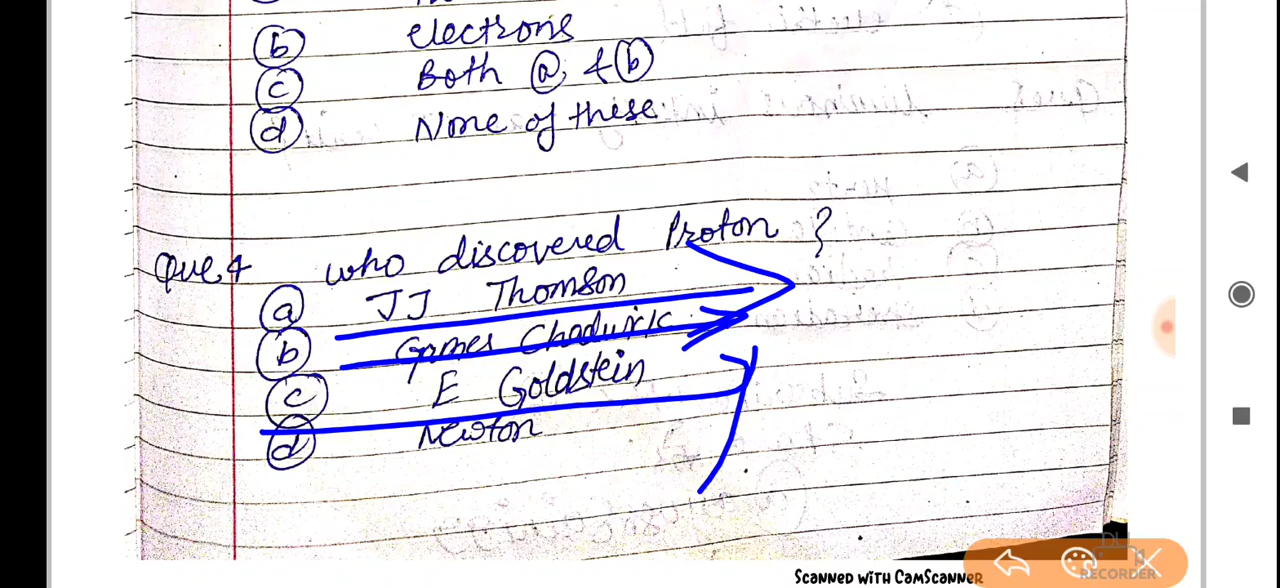 (b) electrons
(c) Both (a) & (b)
(d) None of these
Que 4 who discovered Proton ?
(a) JJ Thomson
(b) James Chadwick
(c) E Goldstein
(d) Newton
SCANNED WITH CAMSCANNER
RECORDER